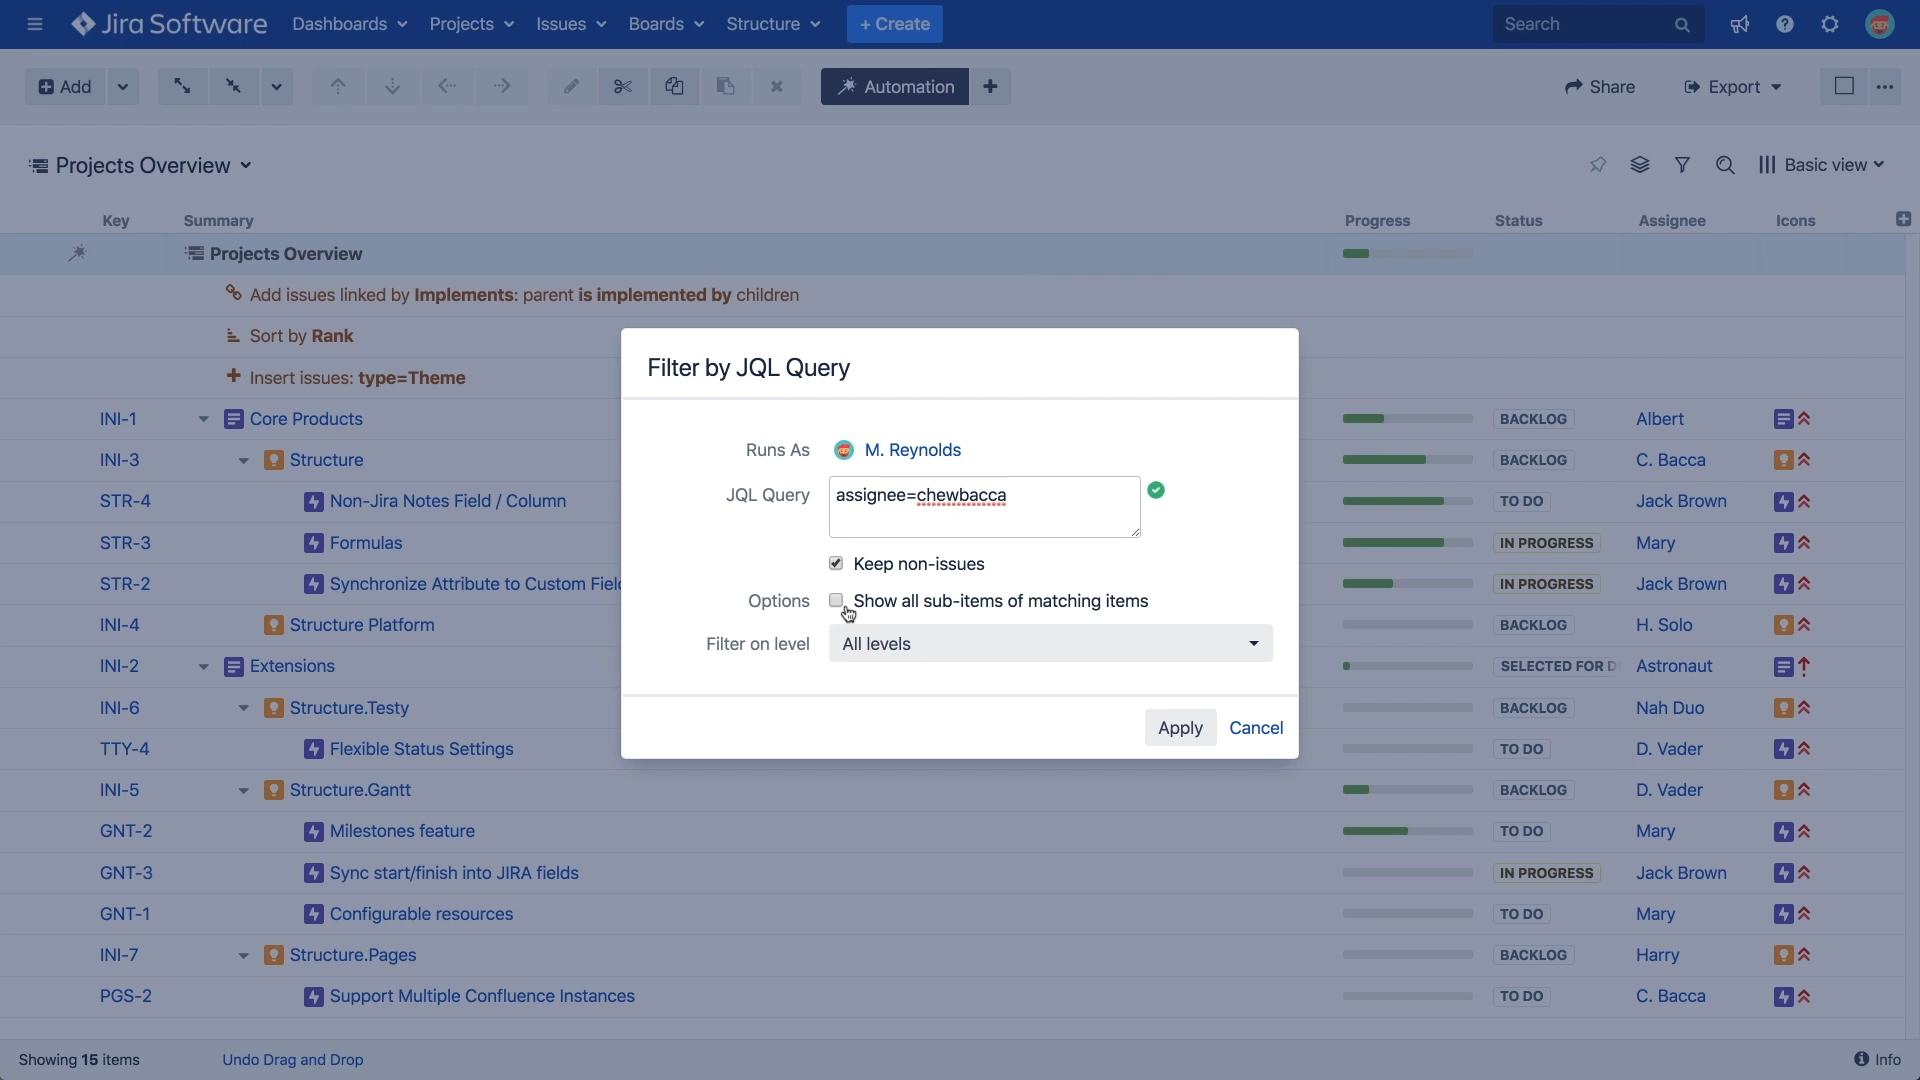 Jira Software Dashboards Projects Issues Boards Structure + Create Search
Add Automation Share Export
Projects Overview Basic view
Key Summary Progress Status Assignee Icons
Projects Overview
Add issues linked by Implements: parent is implemented by children
Sort by Rank
Insert issues: type=Theme
INI-1 Core Products BACKLOG Albert
INI-3 Structure BACKLOG C. Bacca
STR-4 Non-Jira Notes Field / Column TO DO Jack Brown
STR-3 Formulas IN PROGRESS Mary
STR-2 Synchronize Attribute to Custom IN PROGRESS Jack Brown
INI-4 Structure Platform BACKLOG H. Solo
INI-2 Extensions SELECTED FOR Astronaut
INI-6 Structure.Testy BACKLOG Nah Duo
TTY-4 Flexible Status Settings TO DO D. Vader
INI-5 Structure.Gantt BACKLOG D. Vader
GNT-2 Milestones feature TO DO Mary
GNT-3 Sync start/finish into JIRA fields IN PROGRESS Jack Brown
GNT-1 Configurable resources TO DO Mary
INI-7 Structure.Pages BACKLOG Harry
PGS-2 Support Multiple Confluence Instances TO DO C. Bacca
Filter by JQL Query
Runs As M. Reynolds
JQL Query assignee=chewbacca
Keep non-issues
Options Show all sub-items of matching items
Filter on level All levels
Apply Cancel
Showing 15 items Undo Drag and Drop Info